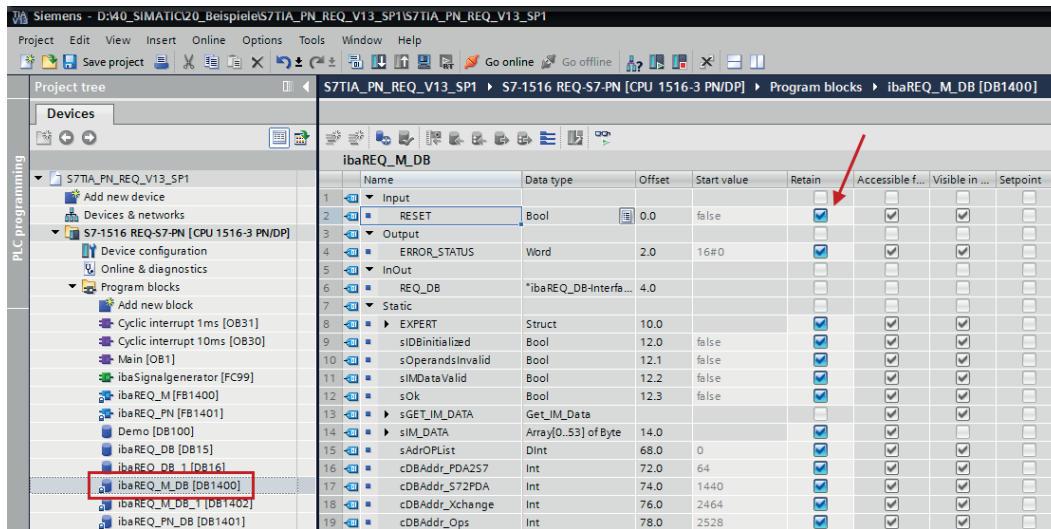 Siemens - D:\40_SIMATIC\20_Beispiele\S7TIA_PN_REQ_V13_SP1\S7TIA_PN_REQ_V13_SP1
Project Edit View Insert Online Options Tools Window Help
Save project Go online Go offline
Project tree
S7TIA_PN_REQ_V13_SP1 S7-1516 REQ-S7-PN [CPU 1516-3 PN/DP] Program blocks ibaREQ_M_DB [DB1400]
Devices
PLC programming
S7TIA_PN_REQ_V13_SP1
Add new device
Devices & networks
S7-1516 REQ-S7-PN [CPU 1516-3 PN/DP]
Device configuration
Online & diagnostics
Program blocks
Add new block
Cyclic interrupt 1ms [OB31]
Cyclic interrupt 10ms [OB30]
Main [OB1]
ibaSignalgenerator [FC99]
ibaREQ_M [FB1400]
ibaREQ_PN [FB1401]
Demo [DB100]
ibaREQ_DB [DB15]
ibaREQ_DB_1 [DB16]
ibaREQ_M_DB [DB1400]
ibaREQ_M_DB_1 [DB1402]
ibaREQ_PN_DB [DB1401]
ibaREQ_M_DB
Name Data type Offset Start value Retain Accessible f... Visible in ... Setpoint
1 Input
2 RESET Bool 0.0 false
3 Output
4 ERROR_STATUS Word 2.0 16#0
5 InOut
6 REQ_DB "ibaREQ_DB-Interfa... 4.0
7 Static
8 EXPERT Struct 10.0
9 sIDBinitialized Bool 12.0 false
10 sOperandsInvalid Bool 12.1 false
11 sIMDataValid Bool 12.2 false
12 sOk Bool 12.3 false
13 sGET_IM_DATA Get_IM_Data
14 sIM_DATA Array[0..53] of Byte 14.0
15 sAdrOPList DInt 68.0 0
16 cDBAddr_PDA2S7 Int 72.0 64
17 cDBAddr_S72PDA Int 74.0 1440
18 cDBAddr_Xchange Int 76.0 2464
19 cDBAddr_Ops Int 78.0 2528